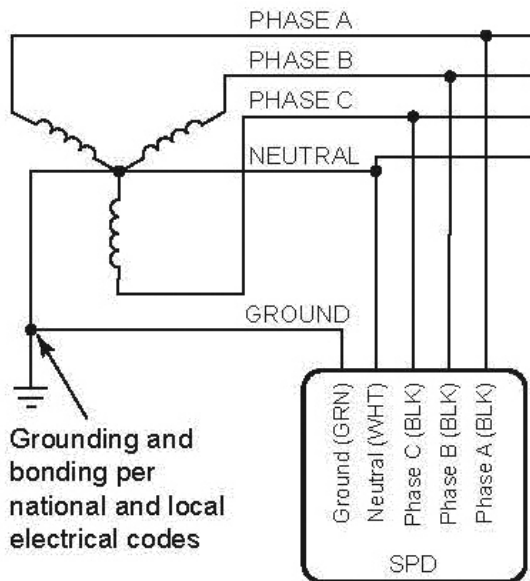 PHASE A
PHASE B
PHASE C
NEUTRAL
GROUND
Grounding and
bonding per
national and local
electrical codes
Ground (GRN)
Neutral (WHT)
Phase C (BLK)
Phase B (BLK)
Phase A (BLK)
SPD